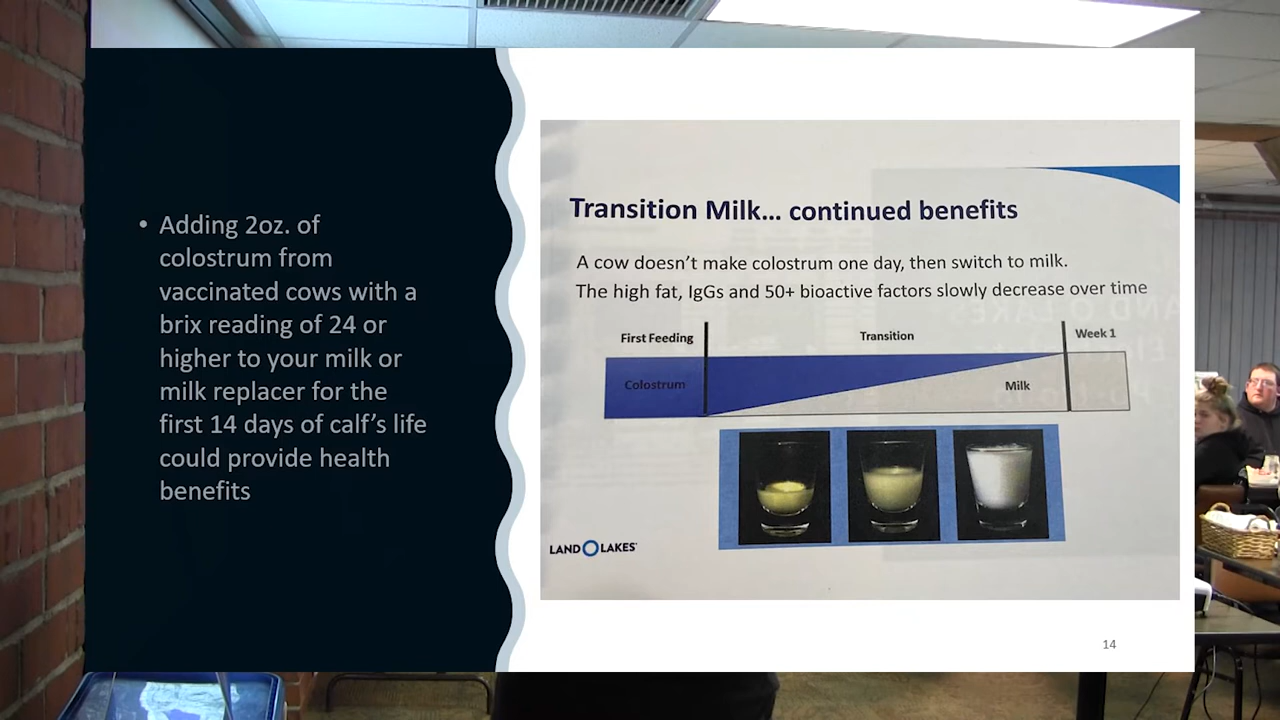 • Adding 2oz. of
colostrum from
vaccinated cows with a
brix reading of 24 or
higher to your milk or
milk replacer for the
first 14 days of calf's life
could provide health
benefits
Transition Milk... continued benefits
A cow doesn't make colostrum one day, then switch to milk.
The high fat, IgGs and 50+ bioactive factors slowly decrease over time
First Feeding
Transition
Week 1
Colostrum
Milk
LAND O LAKES
14